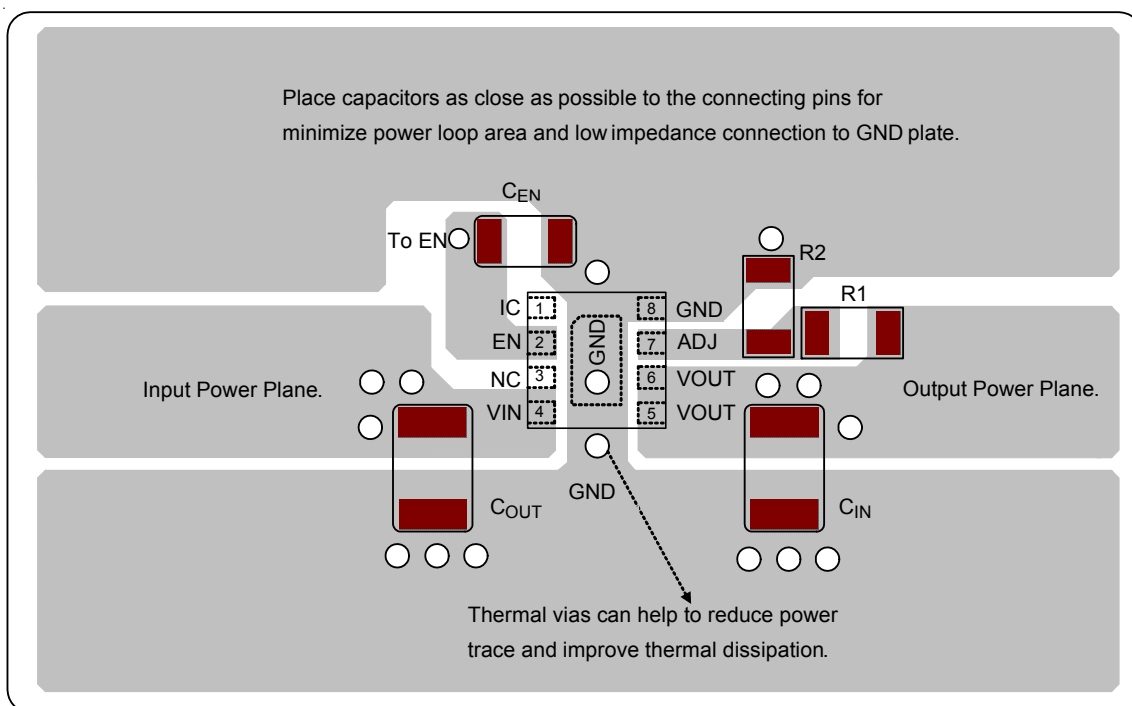 Place capacitors as close as possible to the connecting pins for
minimize power loop area and low impedance connection to GND plate.
CEN
To EN
R2
R1
IC 1
EN 2
NC 3
VIN 4
GND
8 GND
7 ADJ
6 VOUT
5 VOUT
Input Power Plane.
Output Power Plane.
GND
COUT
CIN
Thermal vias can help to reduce power
trace and improve thermal dissipation.